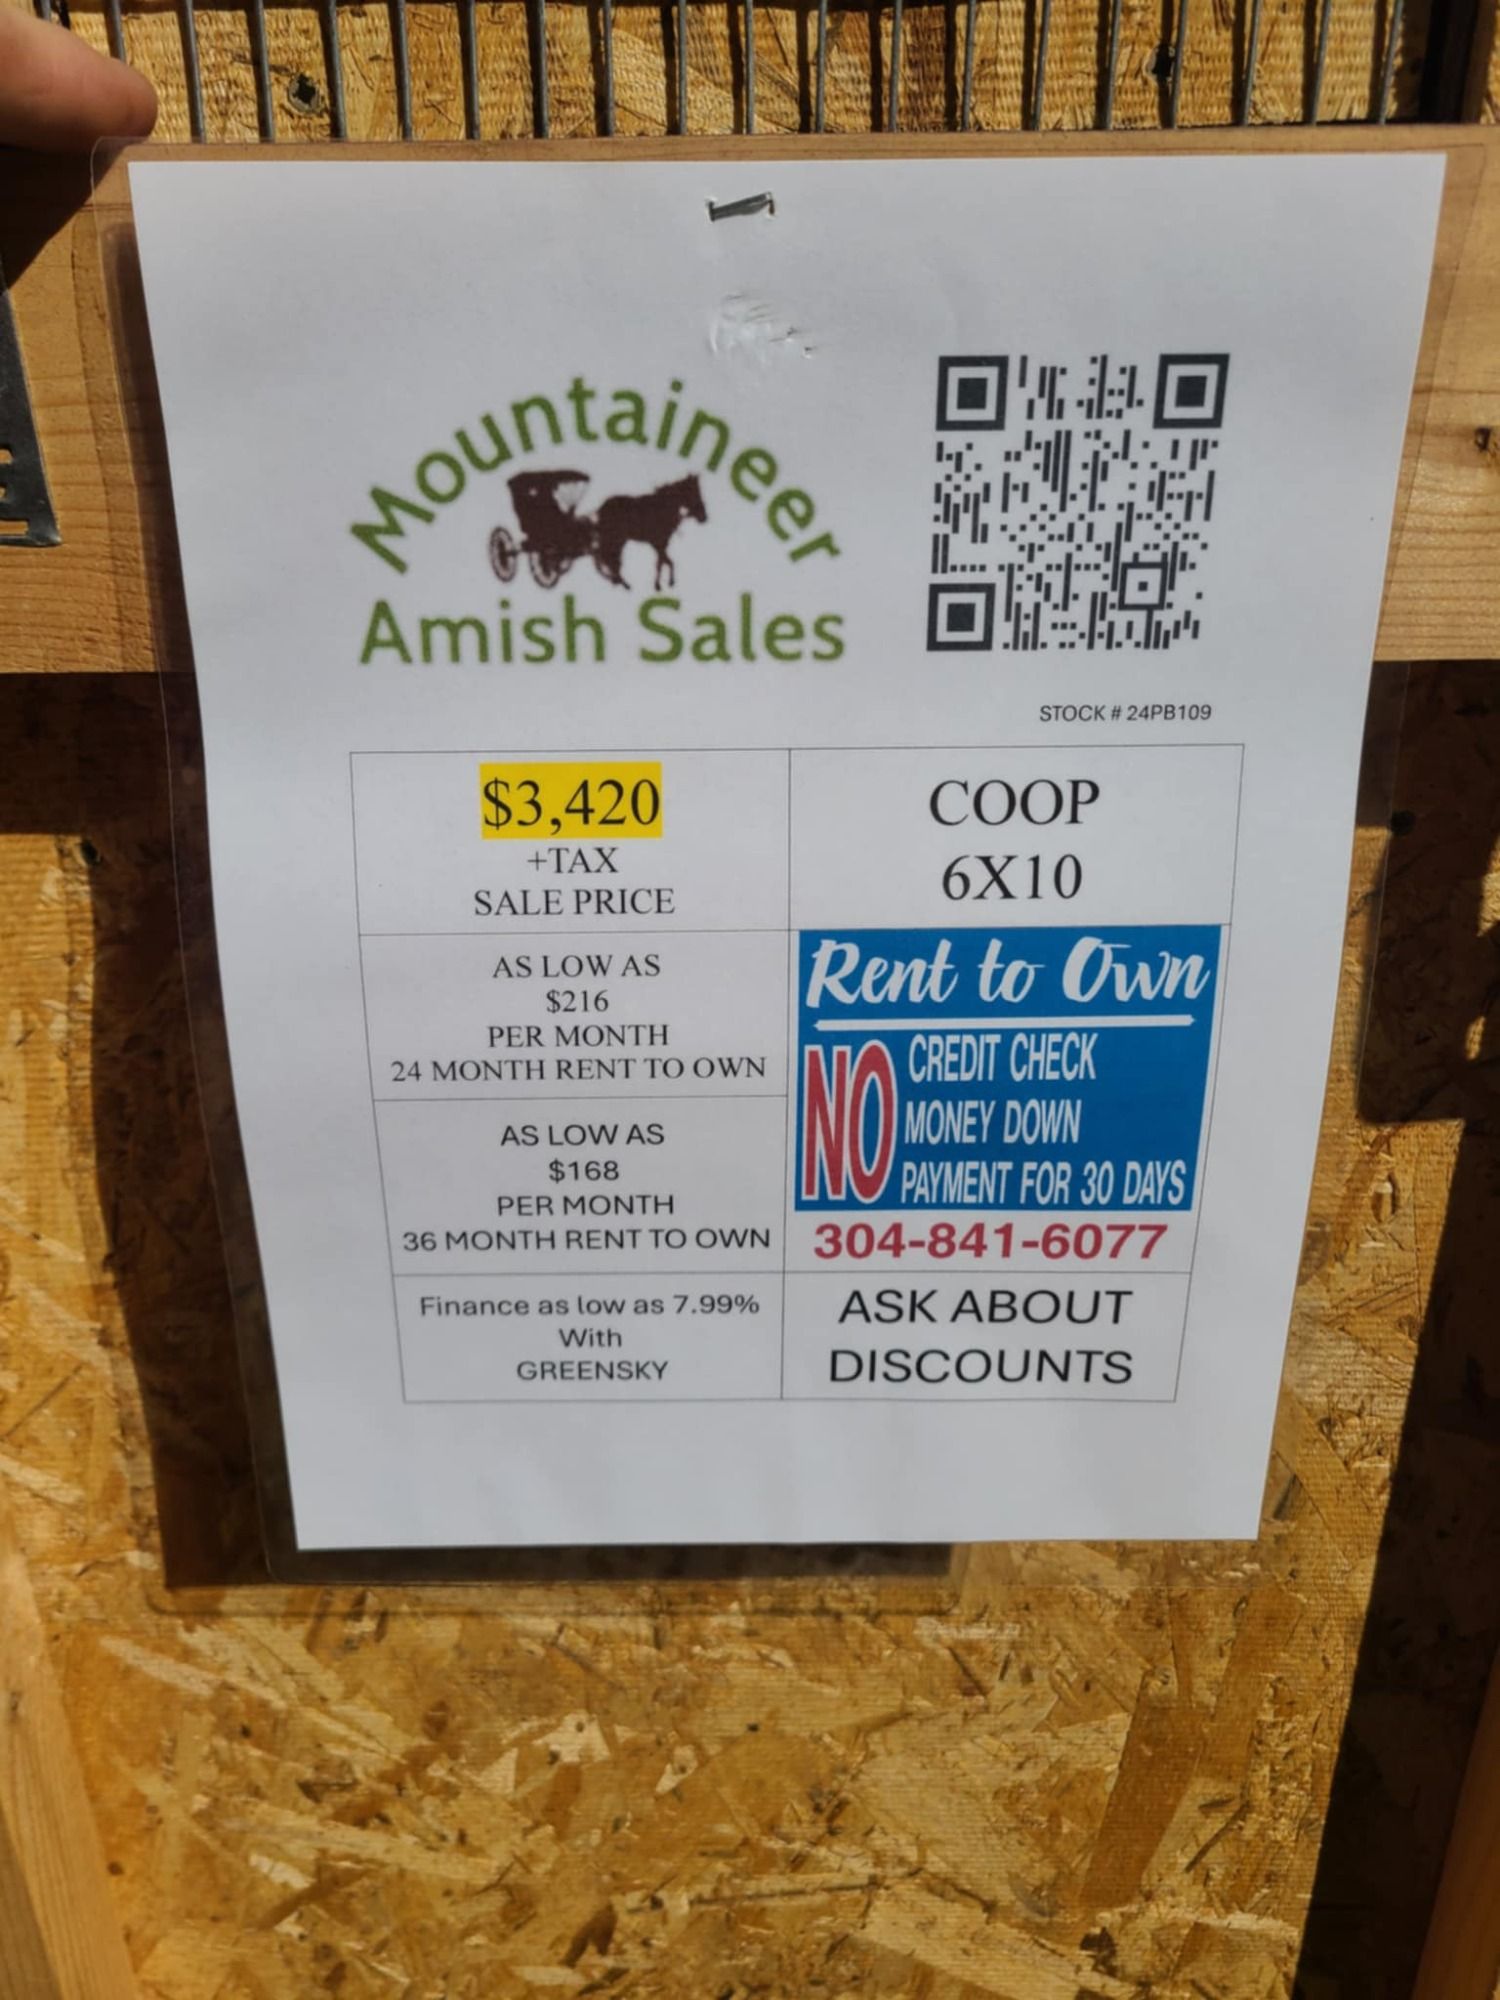 Mountaineer
Amish Sales
STOCK # 24PB109
$3,420
+TAX
SALE PRICE
COOP
6X10
AS LOW AS
$216
PER MONTH
24 MONTH RENT TO OWN
Rent to Own
NO
CREDIT CHECK
MONEY DOWN
PAYMENT FOR 30 DAYS
304-841-6077
AS LOW AS
$168
PER MONTH
36 MONTH RENT TO OWN
Finance as low as 7.99%
With
GREENSKY
ASK ABOUT
DISCOUNTS